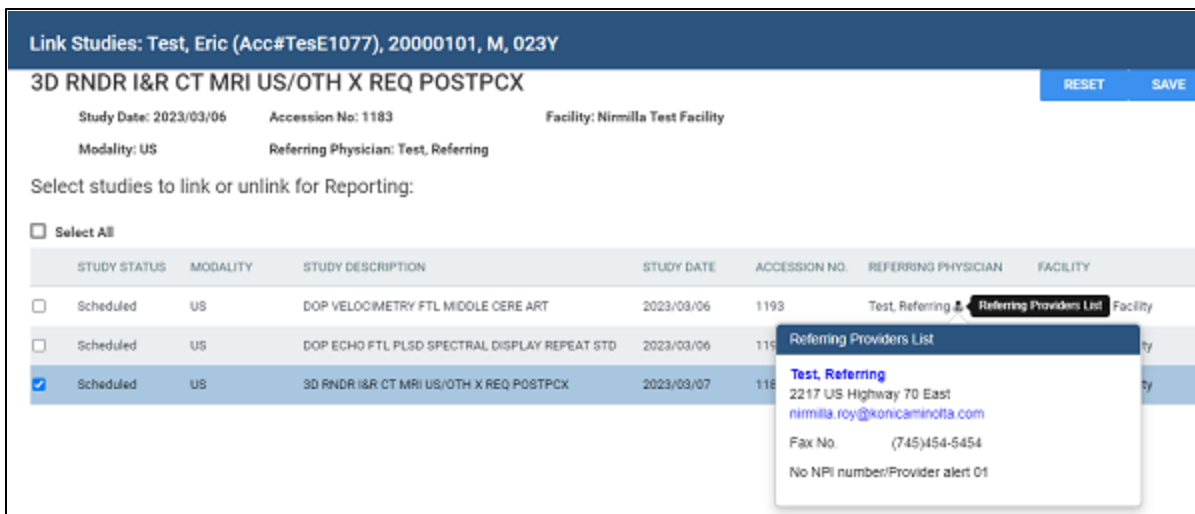 Link Studies: Test, Eric (Acc#TesE1077), 20000101, M, 023Y
3D RNDR I&R CT MRI US/OTH X REQ POSTPCX
RESET SAVE
Study Date: 2023/03/06 Accession No: 1183 Facility: Nirmilla Test Facility
Modality: US Referring Physician: Test, Referring
Select studies to link or unlink for Reporting:
Select All
STUDY STATUS MODALITY STUDY DESCRIPTION STUDY DATE ACCESSION NO. REFERRING PHYSICIAN FACILITY
Scheduled US DOP VELOCIMETRY FTL MIDDLE CERE ART 2023/03/06 1193 Test, Referring Referring Providers List Facility
Scheduled US DOP ECHO FTL PLSD SPECTRAL DISPLAY REPEAT STD 2023/03/06 119 ty
Scheduled US 3D RNDR I&R CT MRI US/OTH X REQ POSTPCX 2023/03/07 118 ty
Referring Providers List
Test, Referring
2217 US Highway 70 East
nirmilla.roy@konicaminolta.com
Fax No. (745)454-5454
No NPI number/Provider alert 01